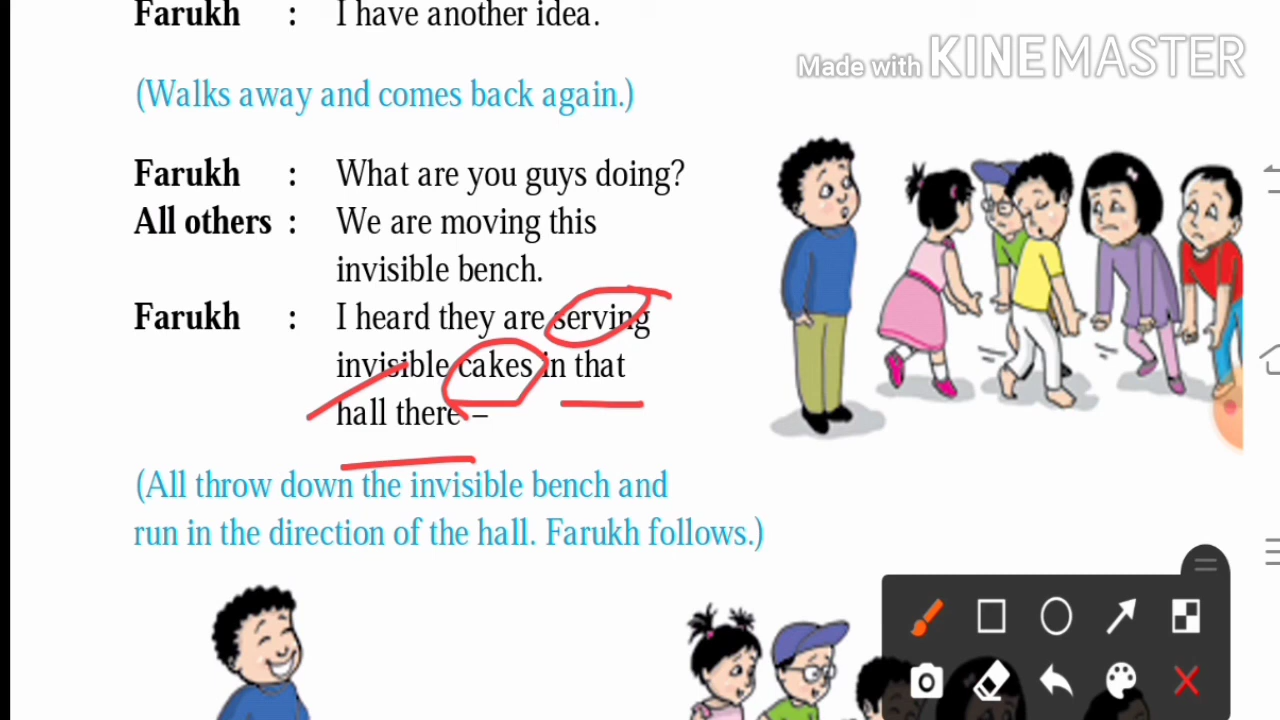 Farukh : I have another idea.
Made with KINEMASTER
(Walks away and comes back again.)
Farukh : What are you guys doing?
All others : We are moving this
invisible bench.
Farukh : I heard they are serving
invisible cakes in that
hall there –
(All throw down the invisible bench and
run in the direction of the hall. Farukh follows.)